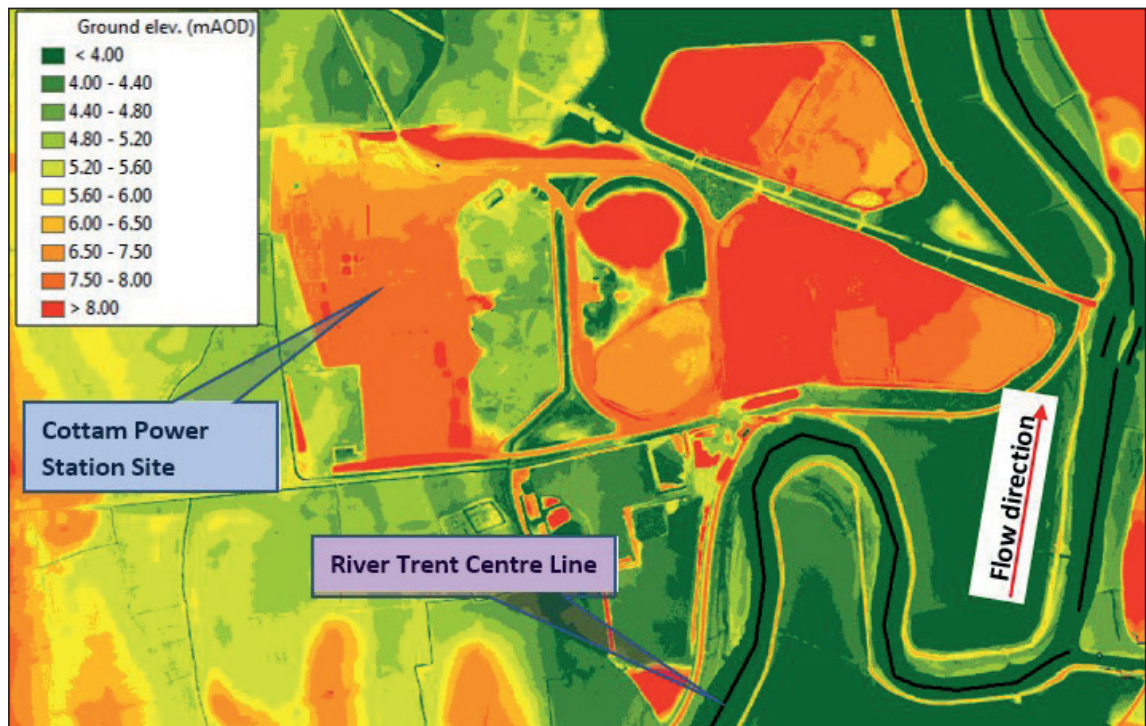 Ground elev. (mAOD)
< 4.00
4.00 - 4.40
4.40 - 4.80
4.80 - 5.20
5.20 - 5.60
5.60 - 6.00
6.00 - 6.50
6.50 - 7.50
7.50 - 8.00
> 8.00
Cottam Power
Station Site
River Trent Centre Line
Flow direction